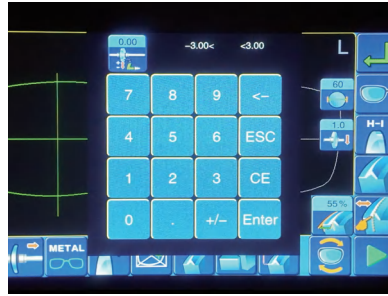 0.00 -3.00< <3.00 L
7 8 9 <- 60
H-I
4 5 6 ESC 1.0
1 2 3 CE
55%
0 . +/- Enter
METAL